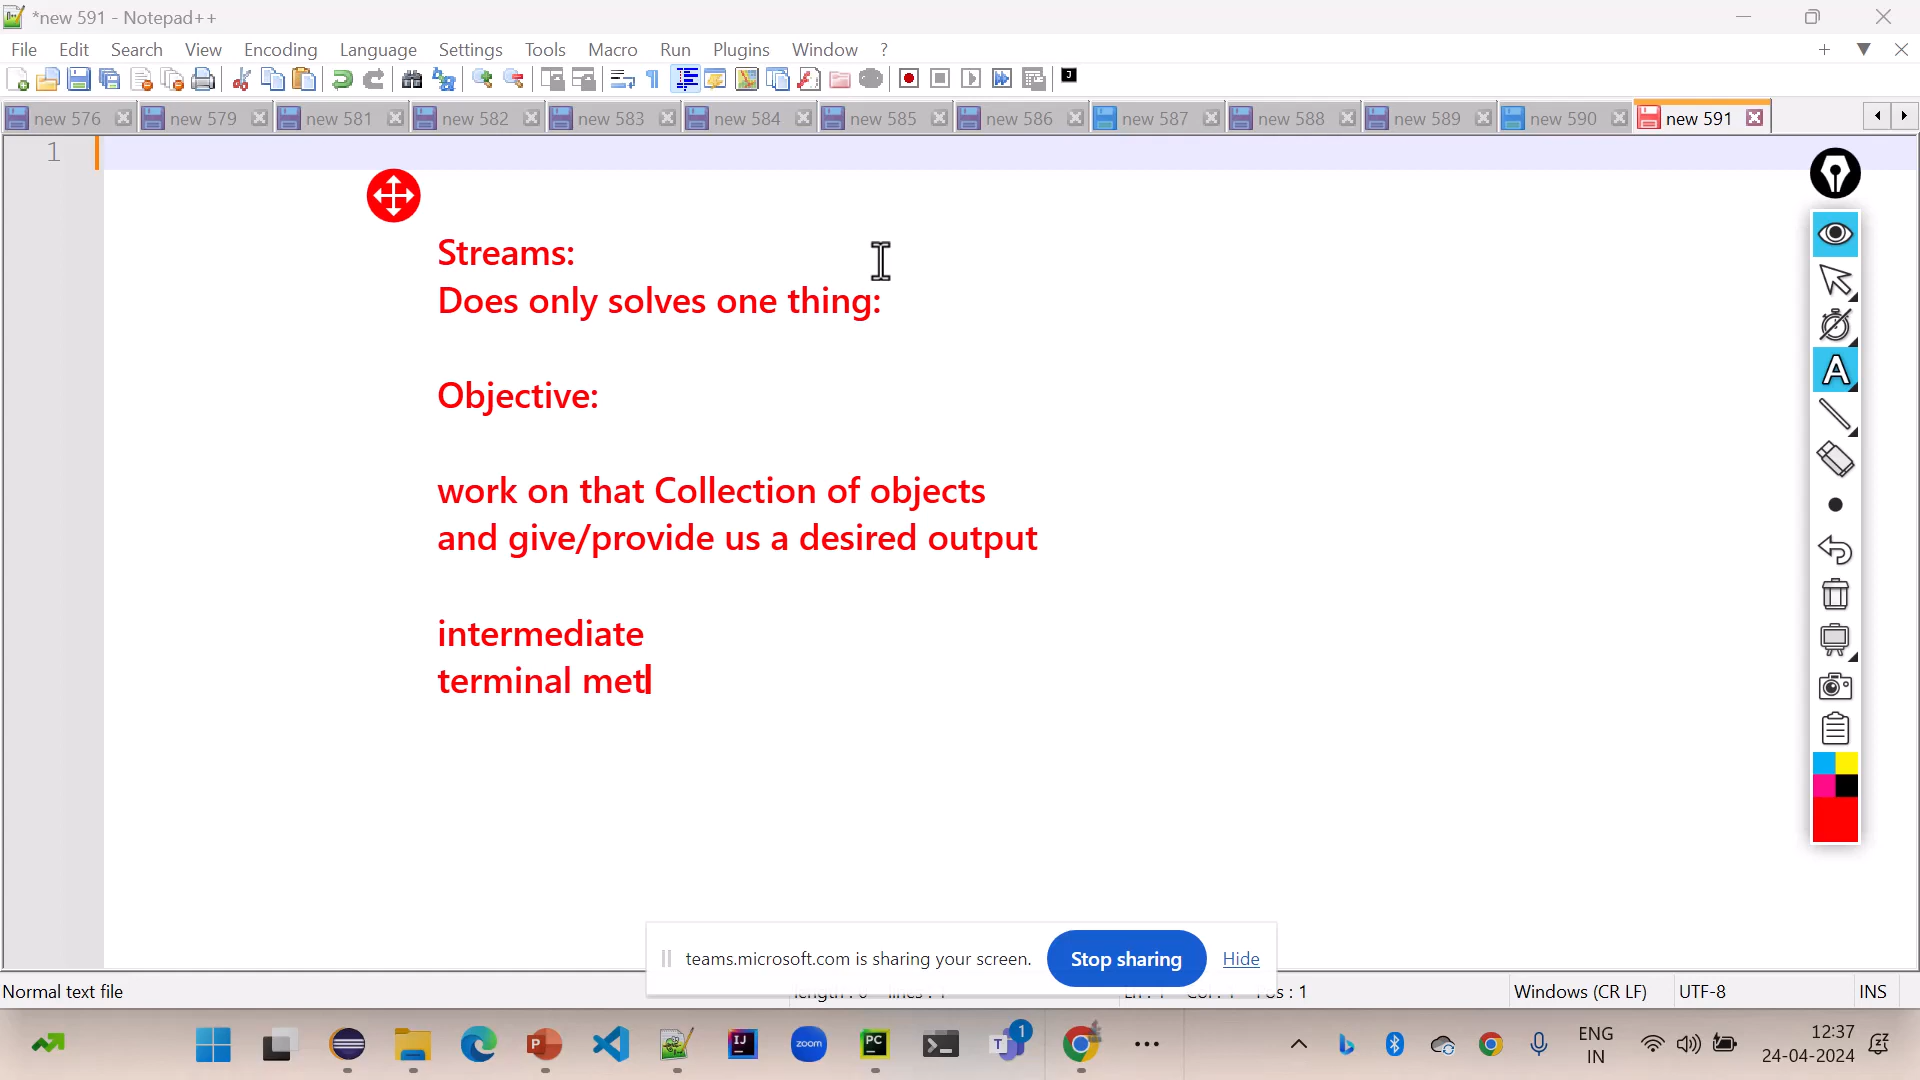 *new 591 - Notepad++
File Edit Search View Encoding Language Settings Tools Macro Run Plugins Window ?
new 576 new 579 new 581 new 582 new 583 new 584 new 585 new 586 new 587 new 588 new 589 new 590 new 591
1
Streams:
Does only solves one thing:
Objective:
work on that Collection of objects
and give/provide us a desired output
intermediate
terminal met
teams.microsoft.com is sharing your screen. Stop sharing Hide
Normal text file Windows (CR LF) UTF-8 INS
ENG 12:37
IN 24-04-2024